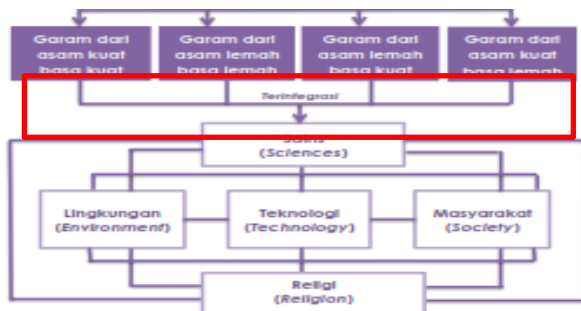 Garam dari
asam kuat
basa kuat
Garam dari
asam lemah
basa lemah
Garam dari
asam lemah
basa kuat
Garam dari
asam kuat
basa lemah
Terintegrasi
Sains
(Sciences)
Lingkungan
(Environment)
Teknologi
(Technology)
Masyarakat
(Society)
Religi
(Religion)